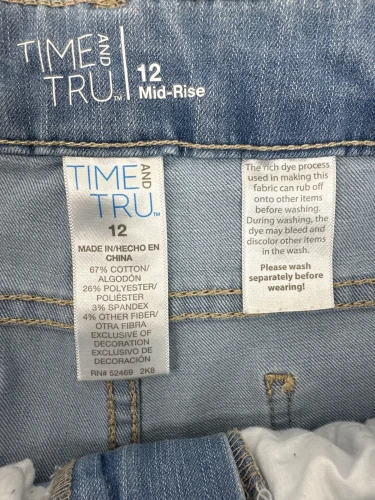 TIME AND TRU™
12
Mid-Rise
TIME AND TRU™
12
MADE IN/HECHO EN
CHINA
67% COTTON/
ALGODÓN
26% POLYESTER/
POLIÉSTER
3% SPANDEX
4% OTHER FIBER/
OTRA FIBRA
EXCLUSIVE OF
DECORATION
EXCLUSIVO DE
DECORACIÓN
RN# 52469 2K8
The rich dye process
used in making this
fabric can rub off
onto other items
before washing.
During washing, the
dye may bleed and
discolor other items
in the wash.
Please wash
separately before
wearing!